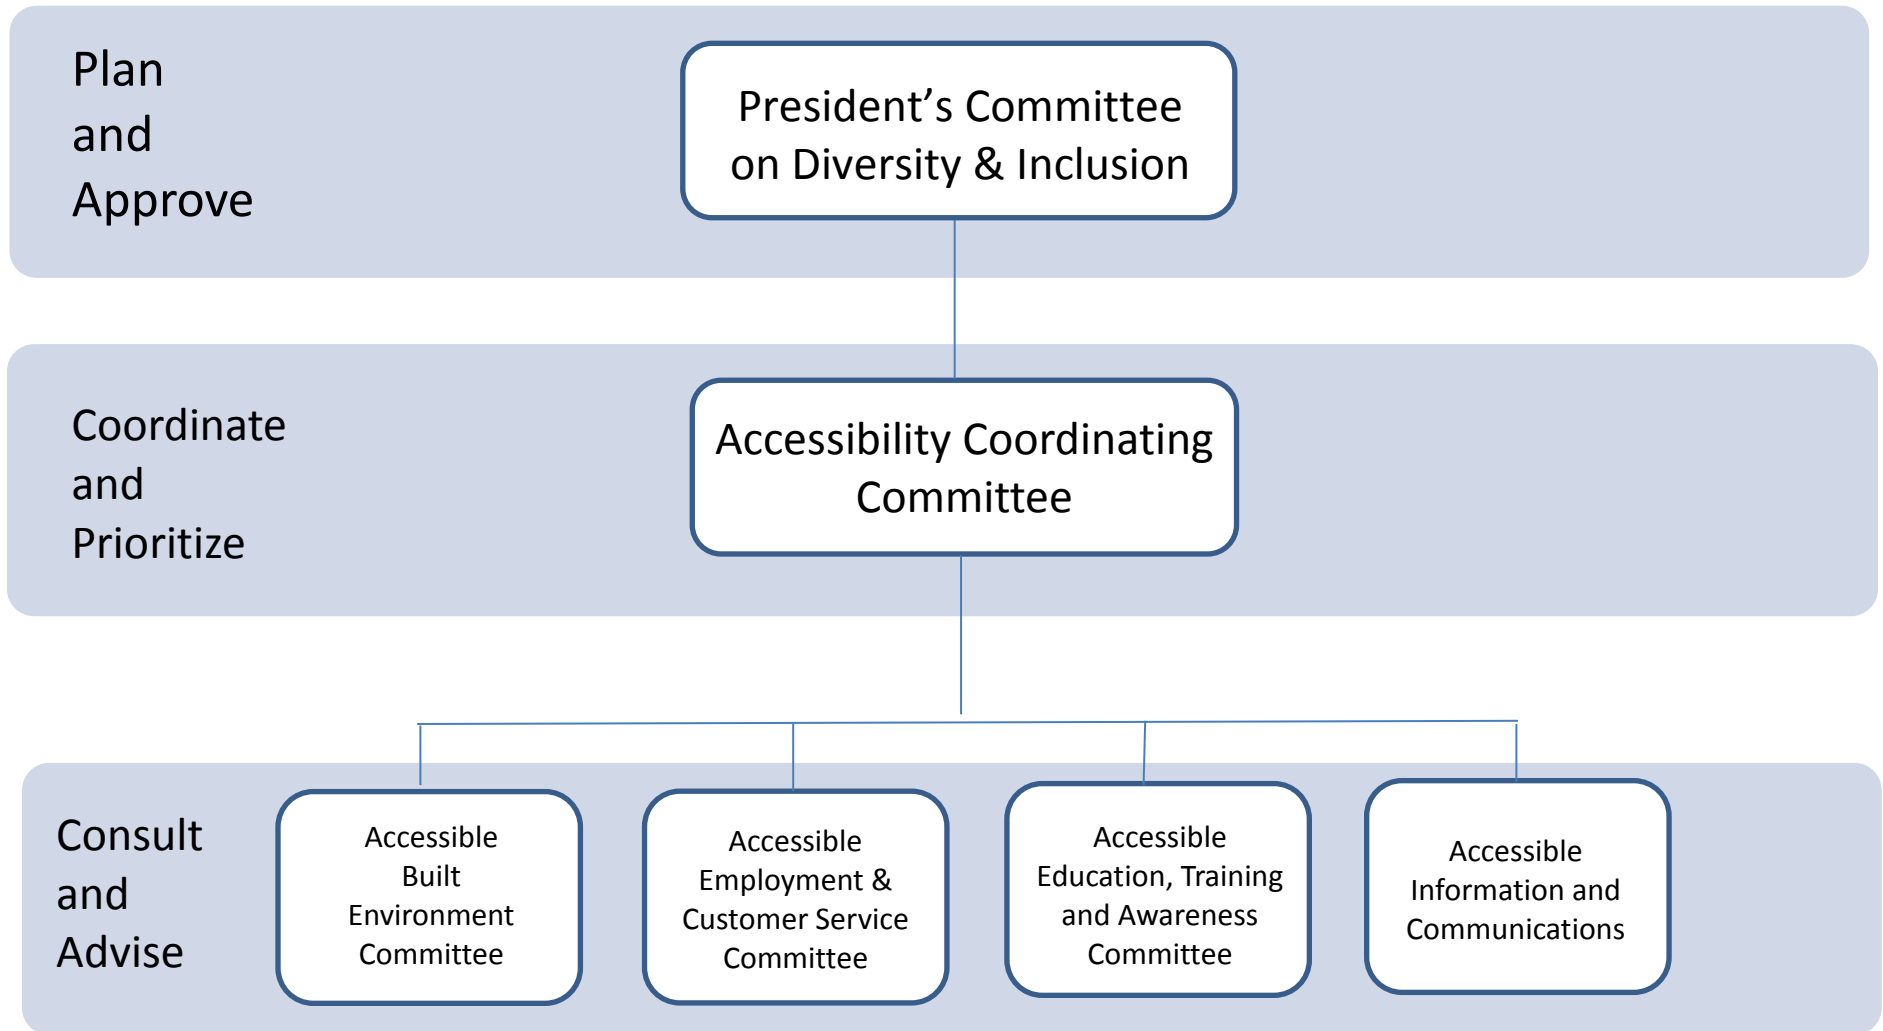 Plan
and
Approve
President’s Committee
on Diversity & Inclusion
Coordinate
and
Prioritize
Accessibility Coordinating
Committee
Consult
and
Advise
Accessible
Built
Environment
Committee
Accessible
Employment &
Customer Service
Committee
Accessible
Education, Training
and Awareness
Committee
Accessible
Information and
Communications